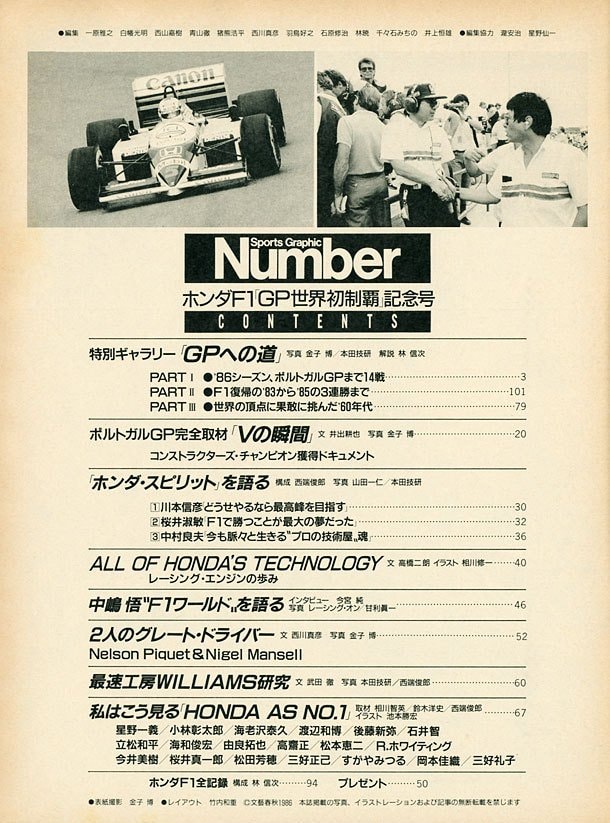 ●編集 一原雅之 白幡光明 西山嘉樹 青山徹 猪熊浩平 西川真彦 羽鳥好之 石原修治 林暁 千々石みちの 井上恒雄 ●編集協力 瀧安治 星野仙一
Canon
Sports Graphic
Number
ホンダF1「GP世界初制覇」記念号
CONTENTS
特別ギャラリー「GPへの道」 写真 金子 博/本田技研 解説 林 信次
PART Ⅰ ●'86シーズン、ポルトガルGPまで14戦……3
PART Ⅱ ●F1復帰の'83から'85の3連勝まで……101
PART Ⅲ ●世界の頂点に果敢に挑んだ'60年代……79
ポルトガルGP完全取材「Vの瞬間」 文 井出耕也 写真 金子 博……20
コンストラクターズ・チャンピオン獲得ドキュメント
「ホンダ・スピリット」を語る 構成 西端俊郎 写真 山田一仁/本田技研
1 川本信彦「どうせやるなら最高峰を目指す」……30
2 桜井淑敏「F1で勝つことが最大の夢だった」……32
3 中村良夫「今も脈々と生きる"プロの技術屋"魂」……36
ALL OF HONDA'S TECHNOLOGY 文 高橋二朗 イラスト 相川修一……40
レーシング・エンジンの歩み
中嶋 悟"F1ワールド"を語る インタビュー 今宮 純
写真 レーシング・オン/甘利眞一……46
2人のグレート・ドライバー 文 西川真彦 写真 金子 博……52
Nelson Piquet & Nigel Mansell
最速工房WILLIAMS研究 文 武田 徹 写真 本田技研/西端俊郎……60
私はこう見る「HONDA AS NO.1」 取材 相川智英/鈴木洋史/西端俊郎
イラスト 池本勝宏……67
星野一義/小林彰太郎/海老沢泰久/渡辺和博/後藤新弥/石井智
立松和平/海和俊宏/由良拓也/高齋正/松本恵二/R.ホワイティング
今井美樹/桜井真一郎/松田芳穂/三好正己/すがやみつる/岡本佳織/三好礼子
ホンダF1全記録 構成 林 信次……94 プレゼント……50
●表紙撮影 金子 博 ●レイアウト 竹内和重 ©文藝春秋1986 本誌掲載の写真、イラストレーションおよび記事の無断転載を禁じます